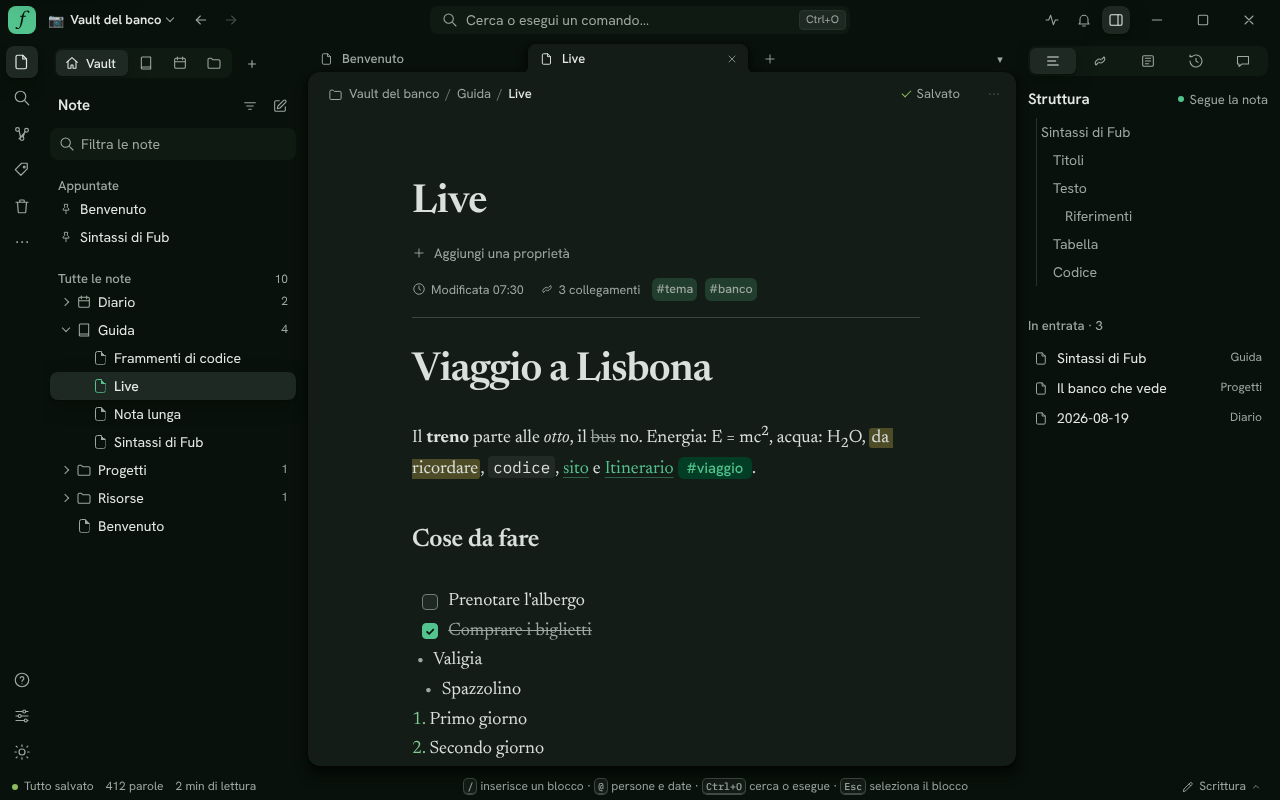 Vault del banco
Cerca o esegui un comando...
Ctrl+O
Vault
Benvenuto
Live
Note
Vault del banco / Guida / Live
Salvato
Struttura
Segue la nota
Filtra le note
Sintassi di Fub
Titoli
Testo
Riferimenti
Tabella
Codice
Appuntate
Benvenuto
Sintassi di Fub
Live
Aggiungi una proprietà
Tutte le note 10
Diario 2
Guida 4
Frammenti di codice
Live
Nota lunga
Sintassi di Fub
Progetti 1
Risorse 1
Benvenuto
Modificata 07:30 3 collegamenti #tema #banco
In entrata · 3
Sintassi di Fub Guida
Il banco che vede Progetti
2026-08-19 Diario
Viaggio a Lisbona
Il treno parte alle otto, il bus no. Energia: E = mc2, acqua: H2O, da
ricordare, codice, sito e Itinerario #viaggio.
Cose da fare
Prenotare l'albergo
Comprare i biglietti
• Valigia
• Spazzolino
1. Primo giorno
2. Secondo giorno
Tutto salvato 412 parole 2 min di lettura
/ inserisce un blocco · @ persone e date · Ctrl+O cerca o esegue · Esc seleziona il blocco
Scrittura